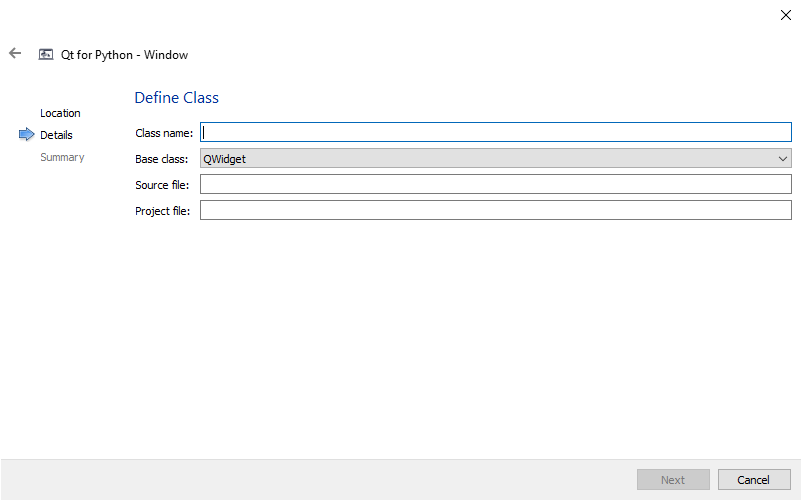 Qt for Python - Window
Location
Details
Summary
Define Class
Class name:
Base class: QWidget
Source file:
Project file:
Next Cancel